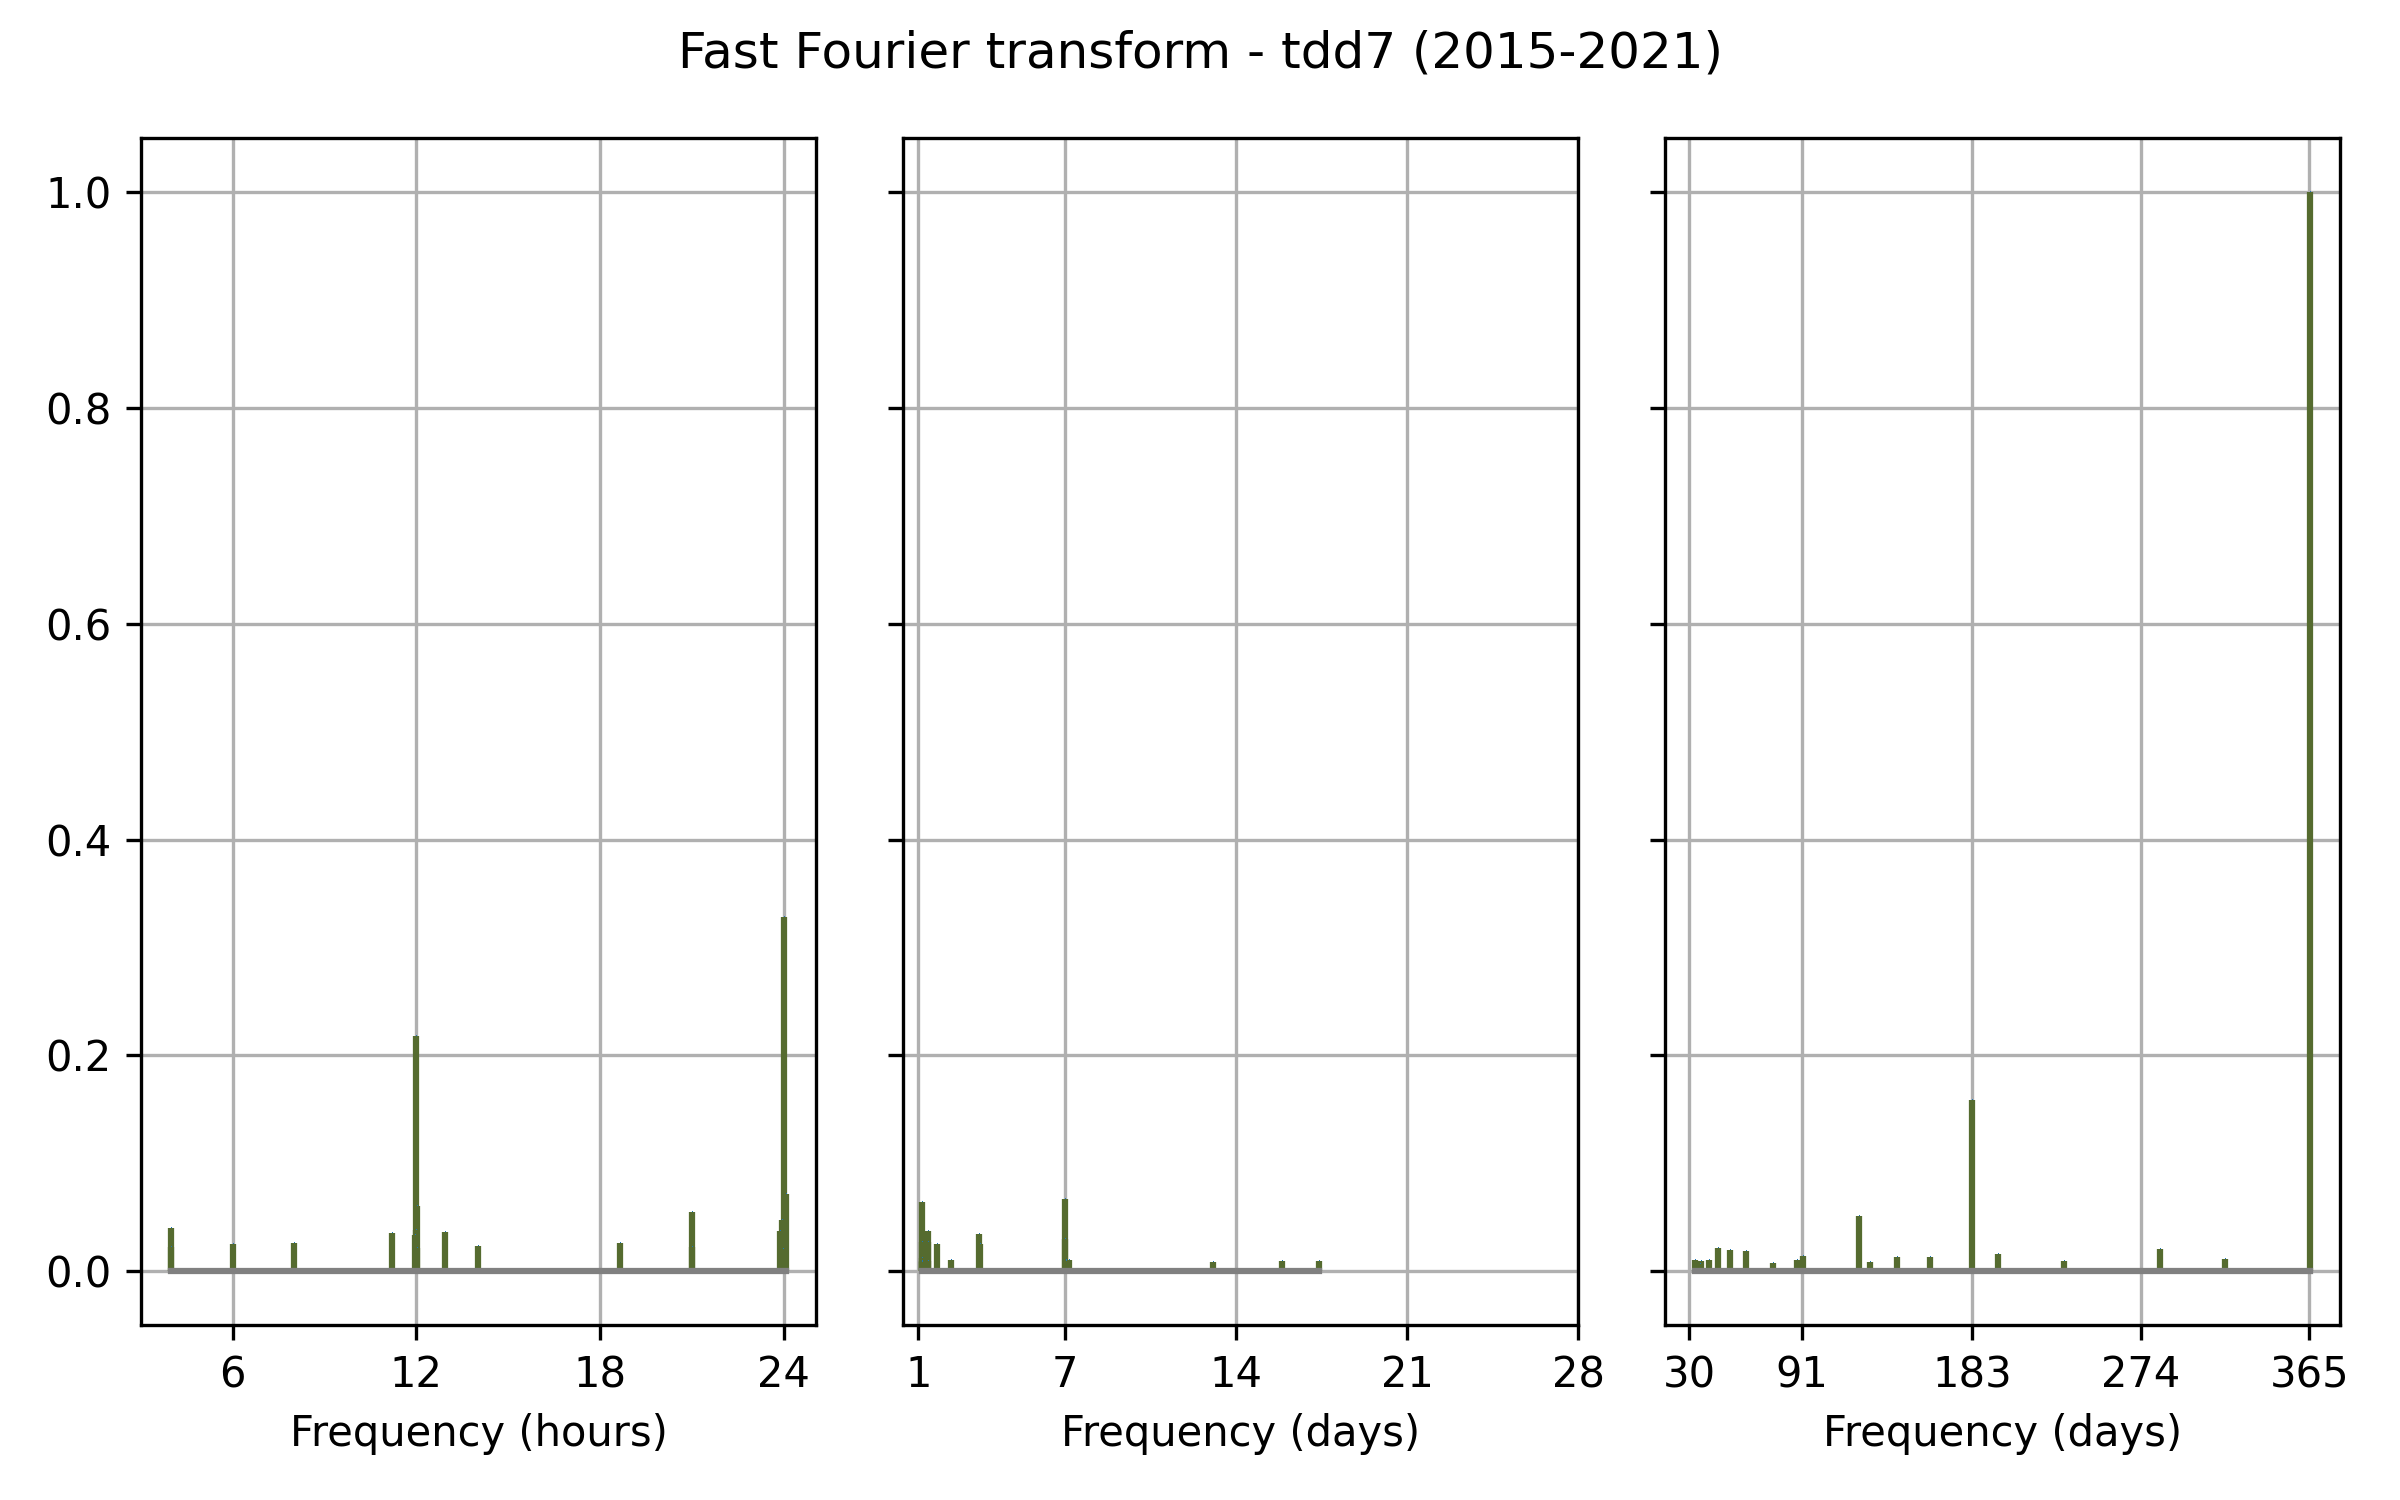 Fast Fourier transform - tdd7 (2015-2021)
1.0
0.8
0.6
0.4
0.2
0.0
6 12 18 24
Frequency (hours)
1 7 14 21 28
Frequency (days)
30 91 183 274 365
Frequency (days)